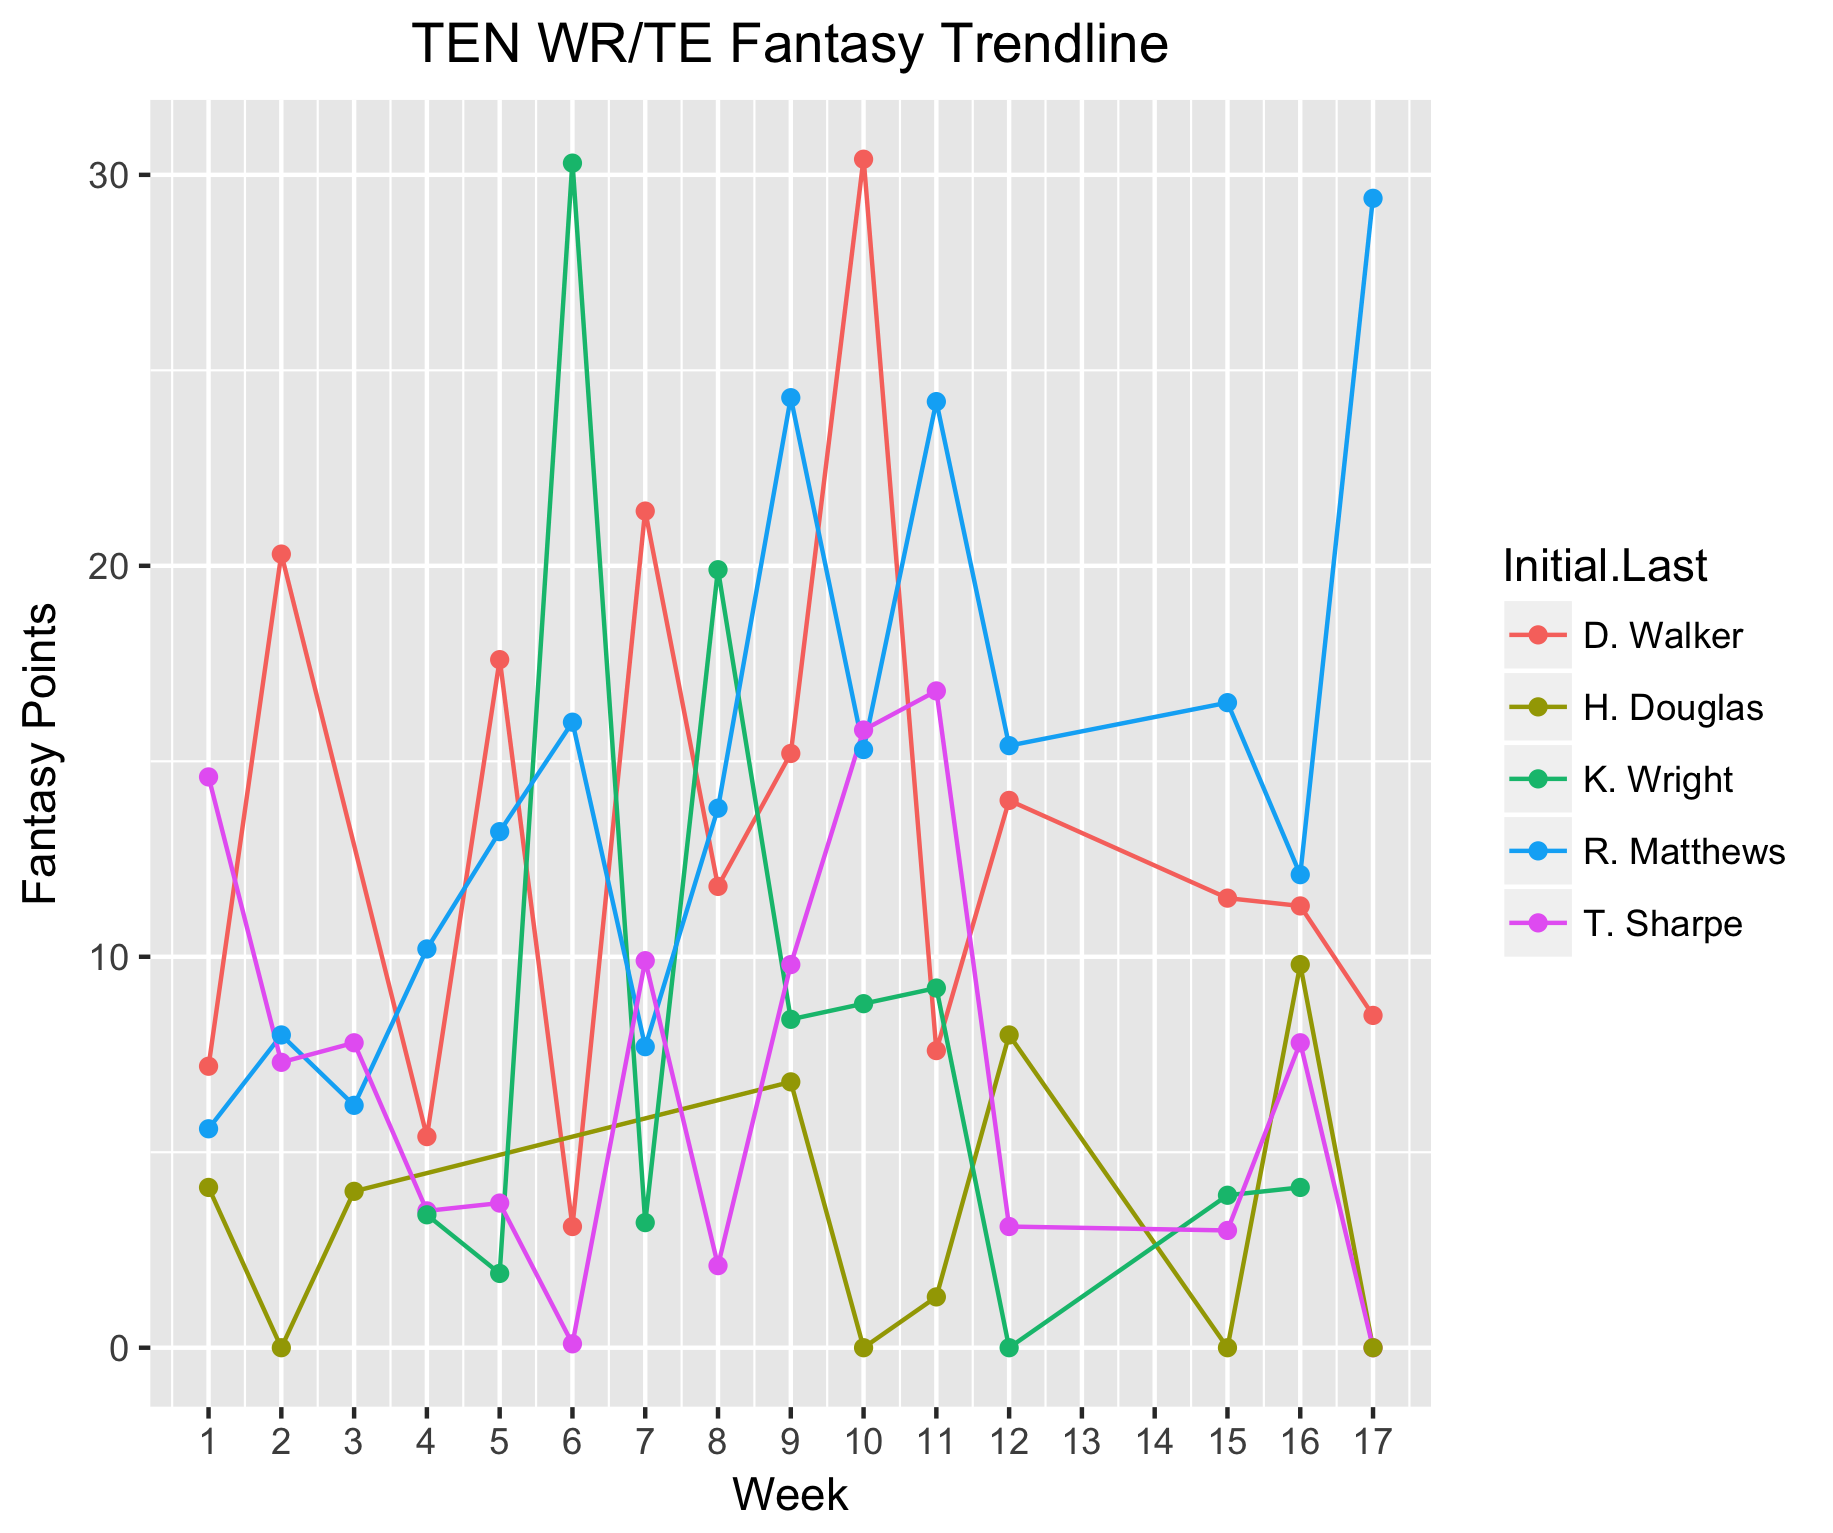 TEN WR/TE Fantasy Trendline
Fantasy Points
30
20
10
0
1 2 3 4 5 6 7 8 9 10 11 12 13 14 15 16 17
Week
Initial.Last
D. Walker
H. Douglas
K. Wright
R. Matthews
T. Sharpe